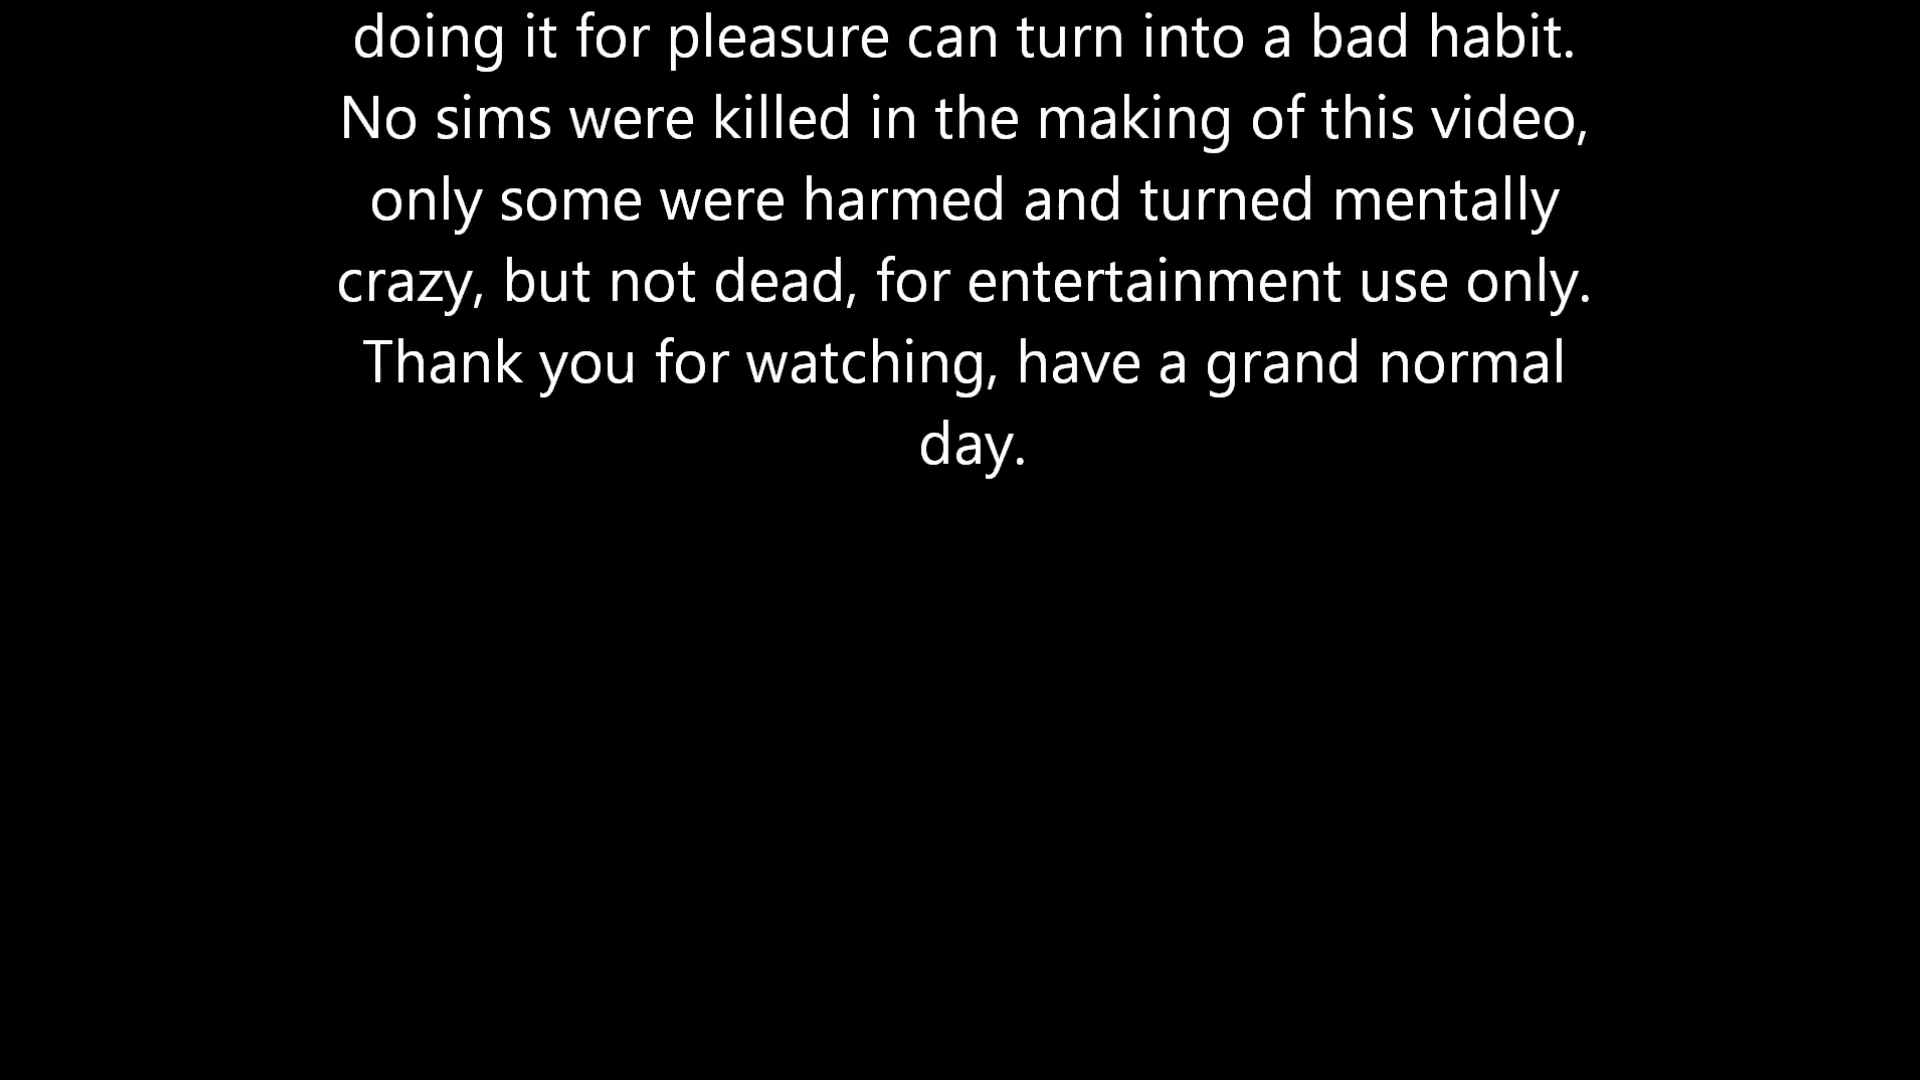 doing it for pleasure can turn into a bad habit.
No sims were killed in the making of this video,
only some were harmed and turned mentally
crazy, but not dead, for entertainment use only.
Thank you for watching, have a grand normal
day.